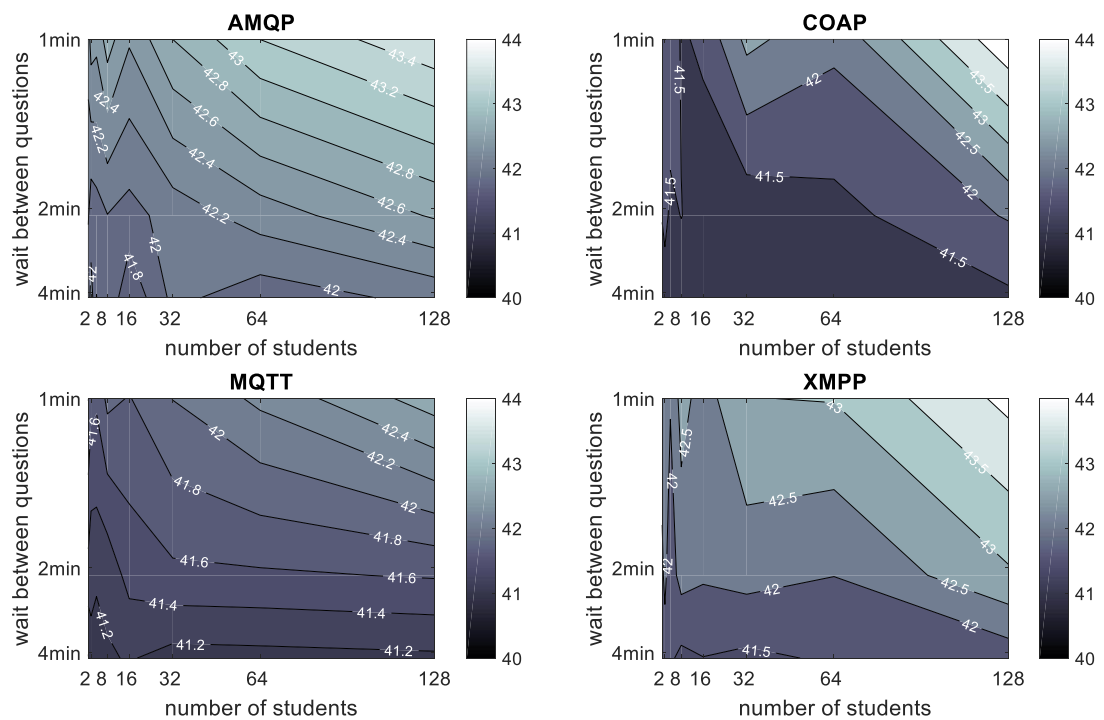 AMQP
1min
2min
4min
wait between questions
2 8 16 32 64 128
number of students
43.4
43.2
43
42.8
42.8
42.6
42.6
42.4
42.4
42.4
42.2
42.2
42
42
42
41.8
44
43
42
41
40
COAP
1min
2min
4min
wait between questions
2 8 16 32 64 128
number of students
43.5
43
42.5
42
42
41.5
41.5
41.5
41.5
44
43
42
41
40
MQTT
1min
2min
4min
wait between questions
2 8 16 32 64 128
number of students
42.4
42.2
42
42
41.8
41.8
41.6
41.6
41.6
41.4
41.4
41.2
41.2
41.2
44
43
42
41
40
XMPP
1min
2min
4min
wait between questions
2 8 16 32 64 128
number of students
43
43.5
43
42.5
42.5
42.5
42
42
42
42
41.5
44
43
42
41
40